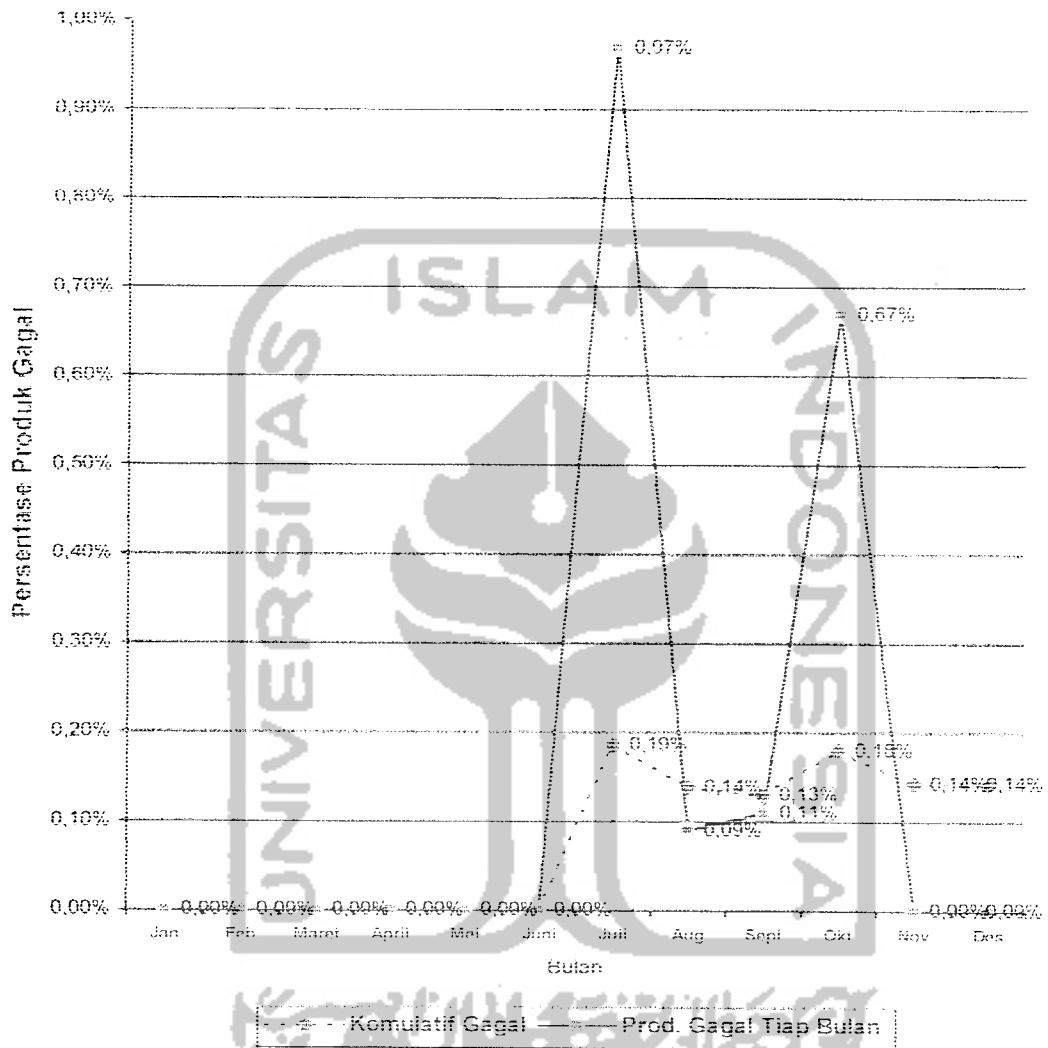 1,00%
0,97%
0,90%
0,80%
0,70%
0,67%
0,60%
0,50%
0,40%
0,30%
0,20%
0,19%
0,18%
0,14%
0,14% 0,14%
0,13%
0,11%
0,10%
0,09%
0,00% 0,00% 0,00% 0,00% 0,00% 0,00% 0,00% 0,00% 0,00%
Jan Feb Maret April Mei Juni Juli Aug Sept Okt Nov Des
Persentase Produk Gagal
Bulan
Komulatif Gagal Prod. Gagal Tiap Bulan
UNIVERSITAS
ISLAM
INDONESIA